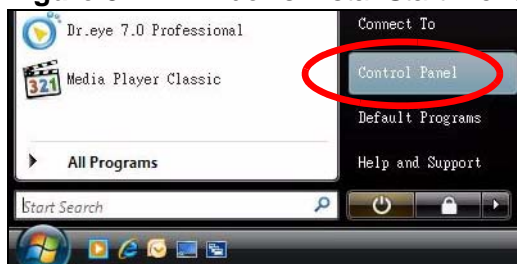 Dr.eye 7.0 Professional
Media Player Classic
321
All Programs
Start Search
Connect To
Control Panel
Default Programs
Help and Support